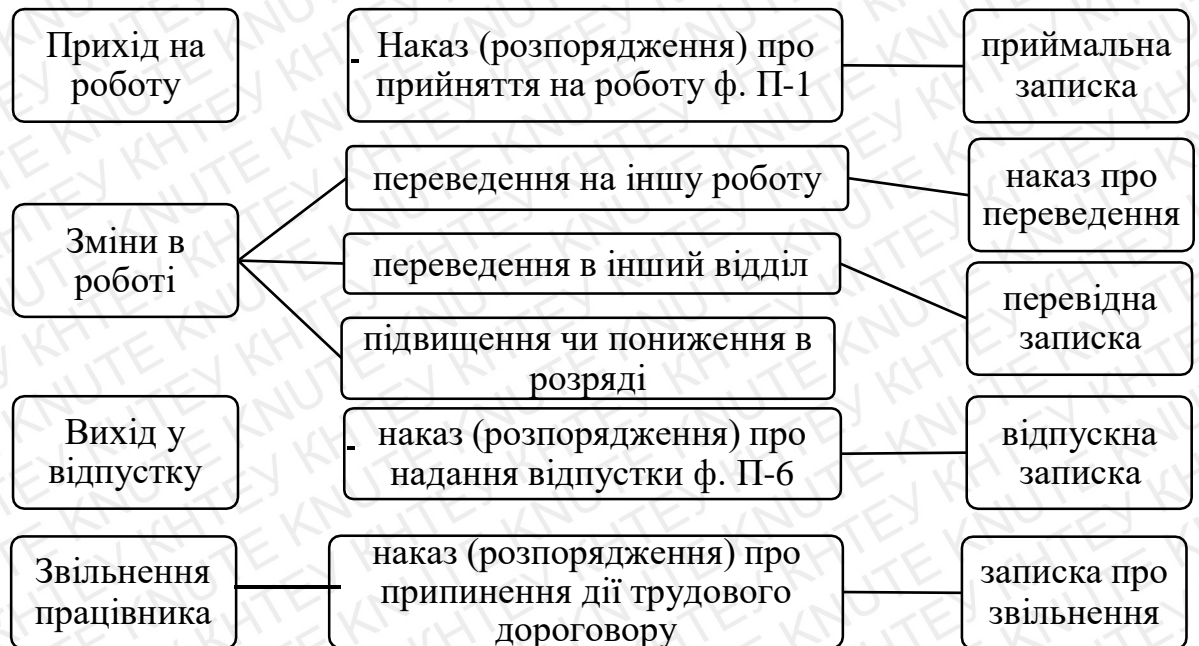 Прихід на
роботу
- Наказ (розпорядження) про
прийняття на роботу ф. П-1
приймальна
записка
Зміни в
роботі
переведення на іншу роботу
наказ про
переведення
переведення в інший відділ
перевідна
записка
підвищення чи пониження в
розряді
Вихід у
відпустку
- наказ (розпорядження) про
надання відпустки ф. П-6
відпускна
записка
Звільнення
працівника
наказ (розпорядження) про
припинення дії трудового
дороговору
записка про
звільнення